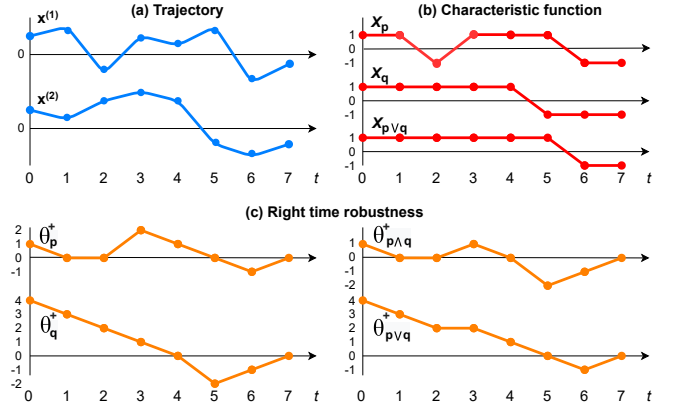 (a) Trajectory
x(1)
0
x(2)
0
0 1 2 3 4 5 6 7 t
(b) Characteristic function
Xp
1
0
-1
Xq
1
0
-1
Xp∨q
1
0
-1
0 1 2 3 4 5 6 7 t
(c) Right time robustness
θ+p
2
1
0
-1
θ+q
4
3
2
1
0
-1
-2
0 1 2 3 4 5 6 7 t
θ+p∧q
1
0
-1
-2
θ+p∨q
4
3
2
1
0
-1
0 1 2 3 4 5 6 7 t